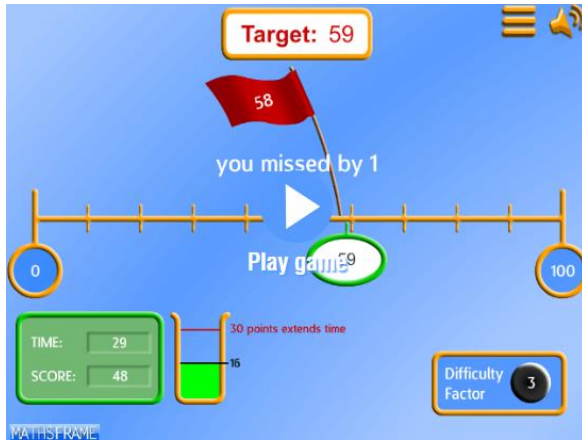 Target: 59
58
you missed by 1
Play game
59
0
100
30 points extends time
16
TIME: 29
SCORE: 48
Difficulty
Factor
3
MATHSFRAME